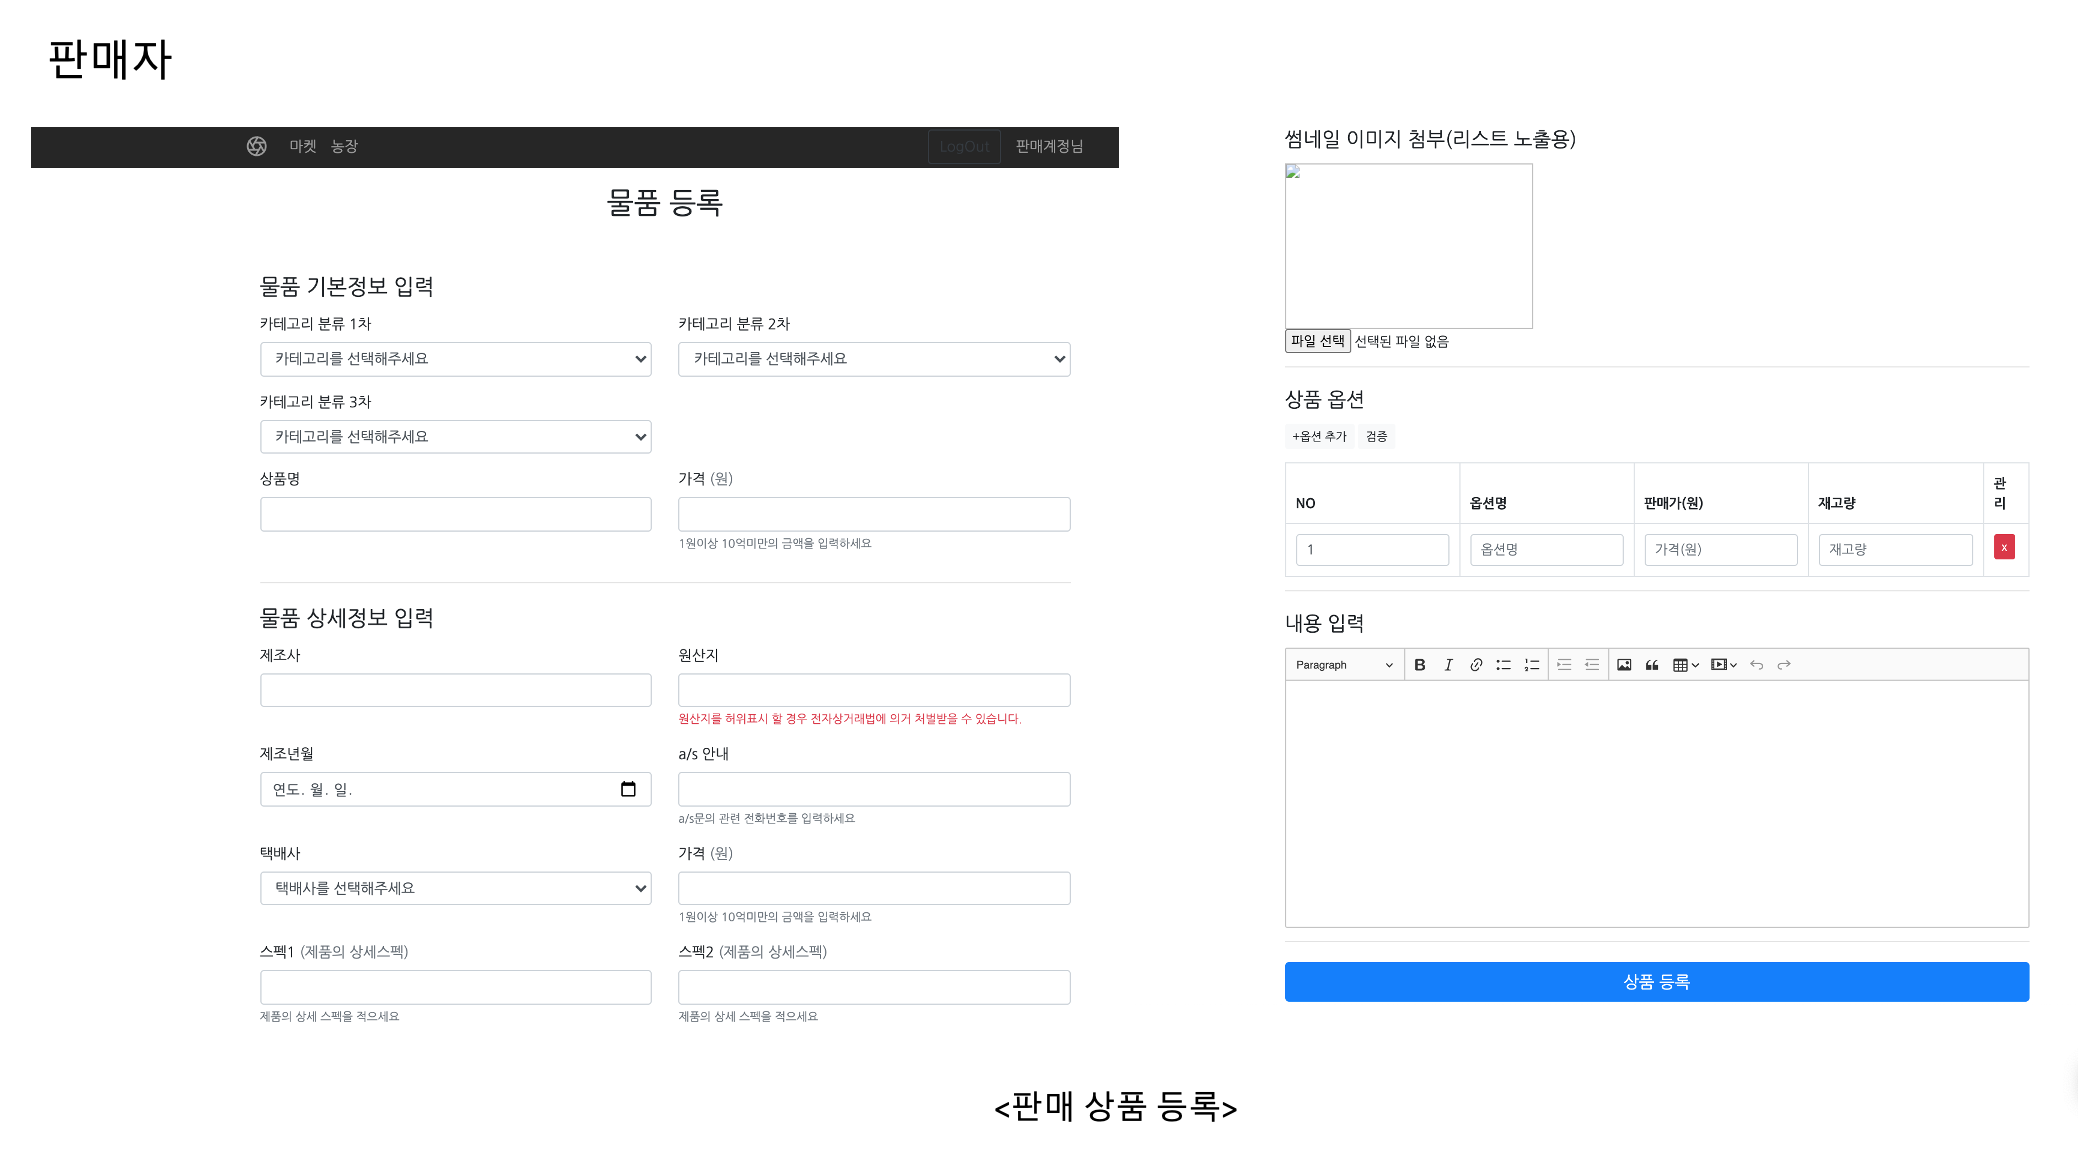 판매자
마켓 농장 LogOut 판매계정님
물품 등록
물품 기본정보 입력
카테고리 분류 1차 카테고리 분류 2차
카테고리를 선택해주세요 카테고리를 선택해주세요
카테고리 분류 3차
카테고리를 선택해주세요
상품명 가격 (원)
1원이상 10억미만의 금액을 입력하세요
물품 상세정보 입력
제조사 원산지
원산지를 허위표시 할 경우 전자상거래법에 의거 처벌받을 수 있습니다.
제조년월 a/s 안내
연도. 월. 일.
a/s문의 관련 전화번호를 입력하세요
택배사 가격 (원)
택배사를 선택해주세요
1원이상 10억미만의 금액을 입력하세요
스펙1 (제품의 상세스펙) 스펙2 (제품의 상세스펙)
제품의 상세 스펙을 적으세요 제품의 상세 스펙을 적으세요
썸네일 이미지 첨부(리스트 노출용)
파일 선택 선택된 파일 없음
상품 옵션
+옵션 추가 검증
NO 옵션명 판매가(원) 재고량 관리
1 옵션명 가격(원) 재고량 x
내용 입력
Paragraph
상품 등록
<판매 상품 등록>